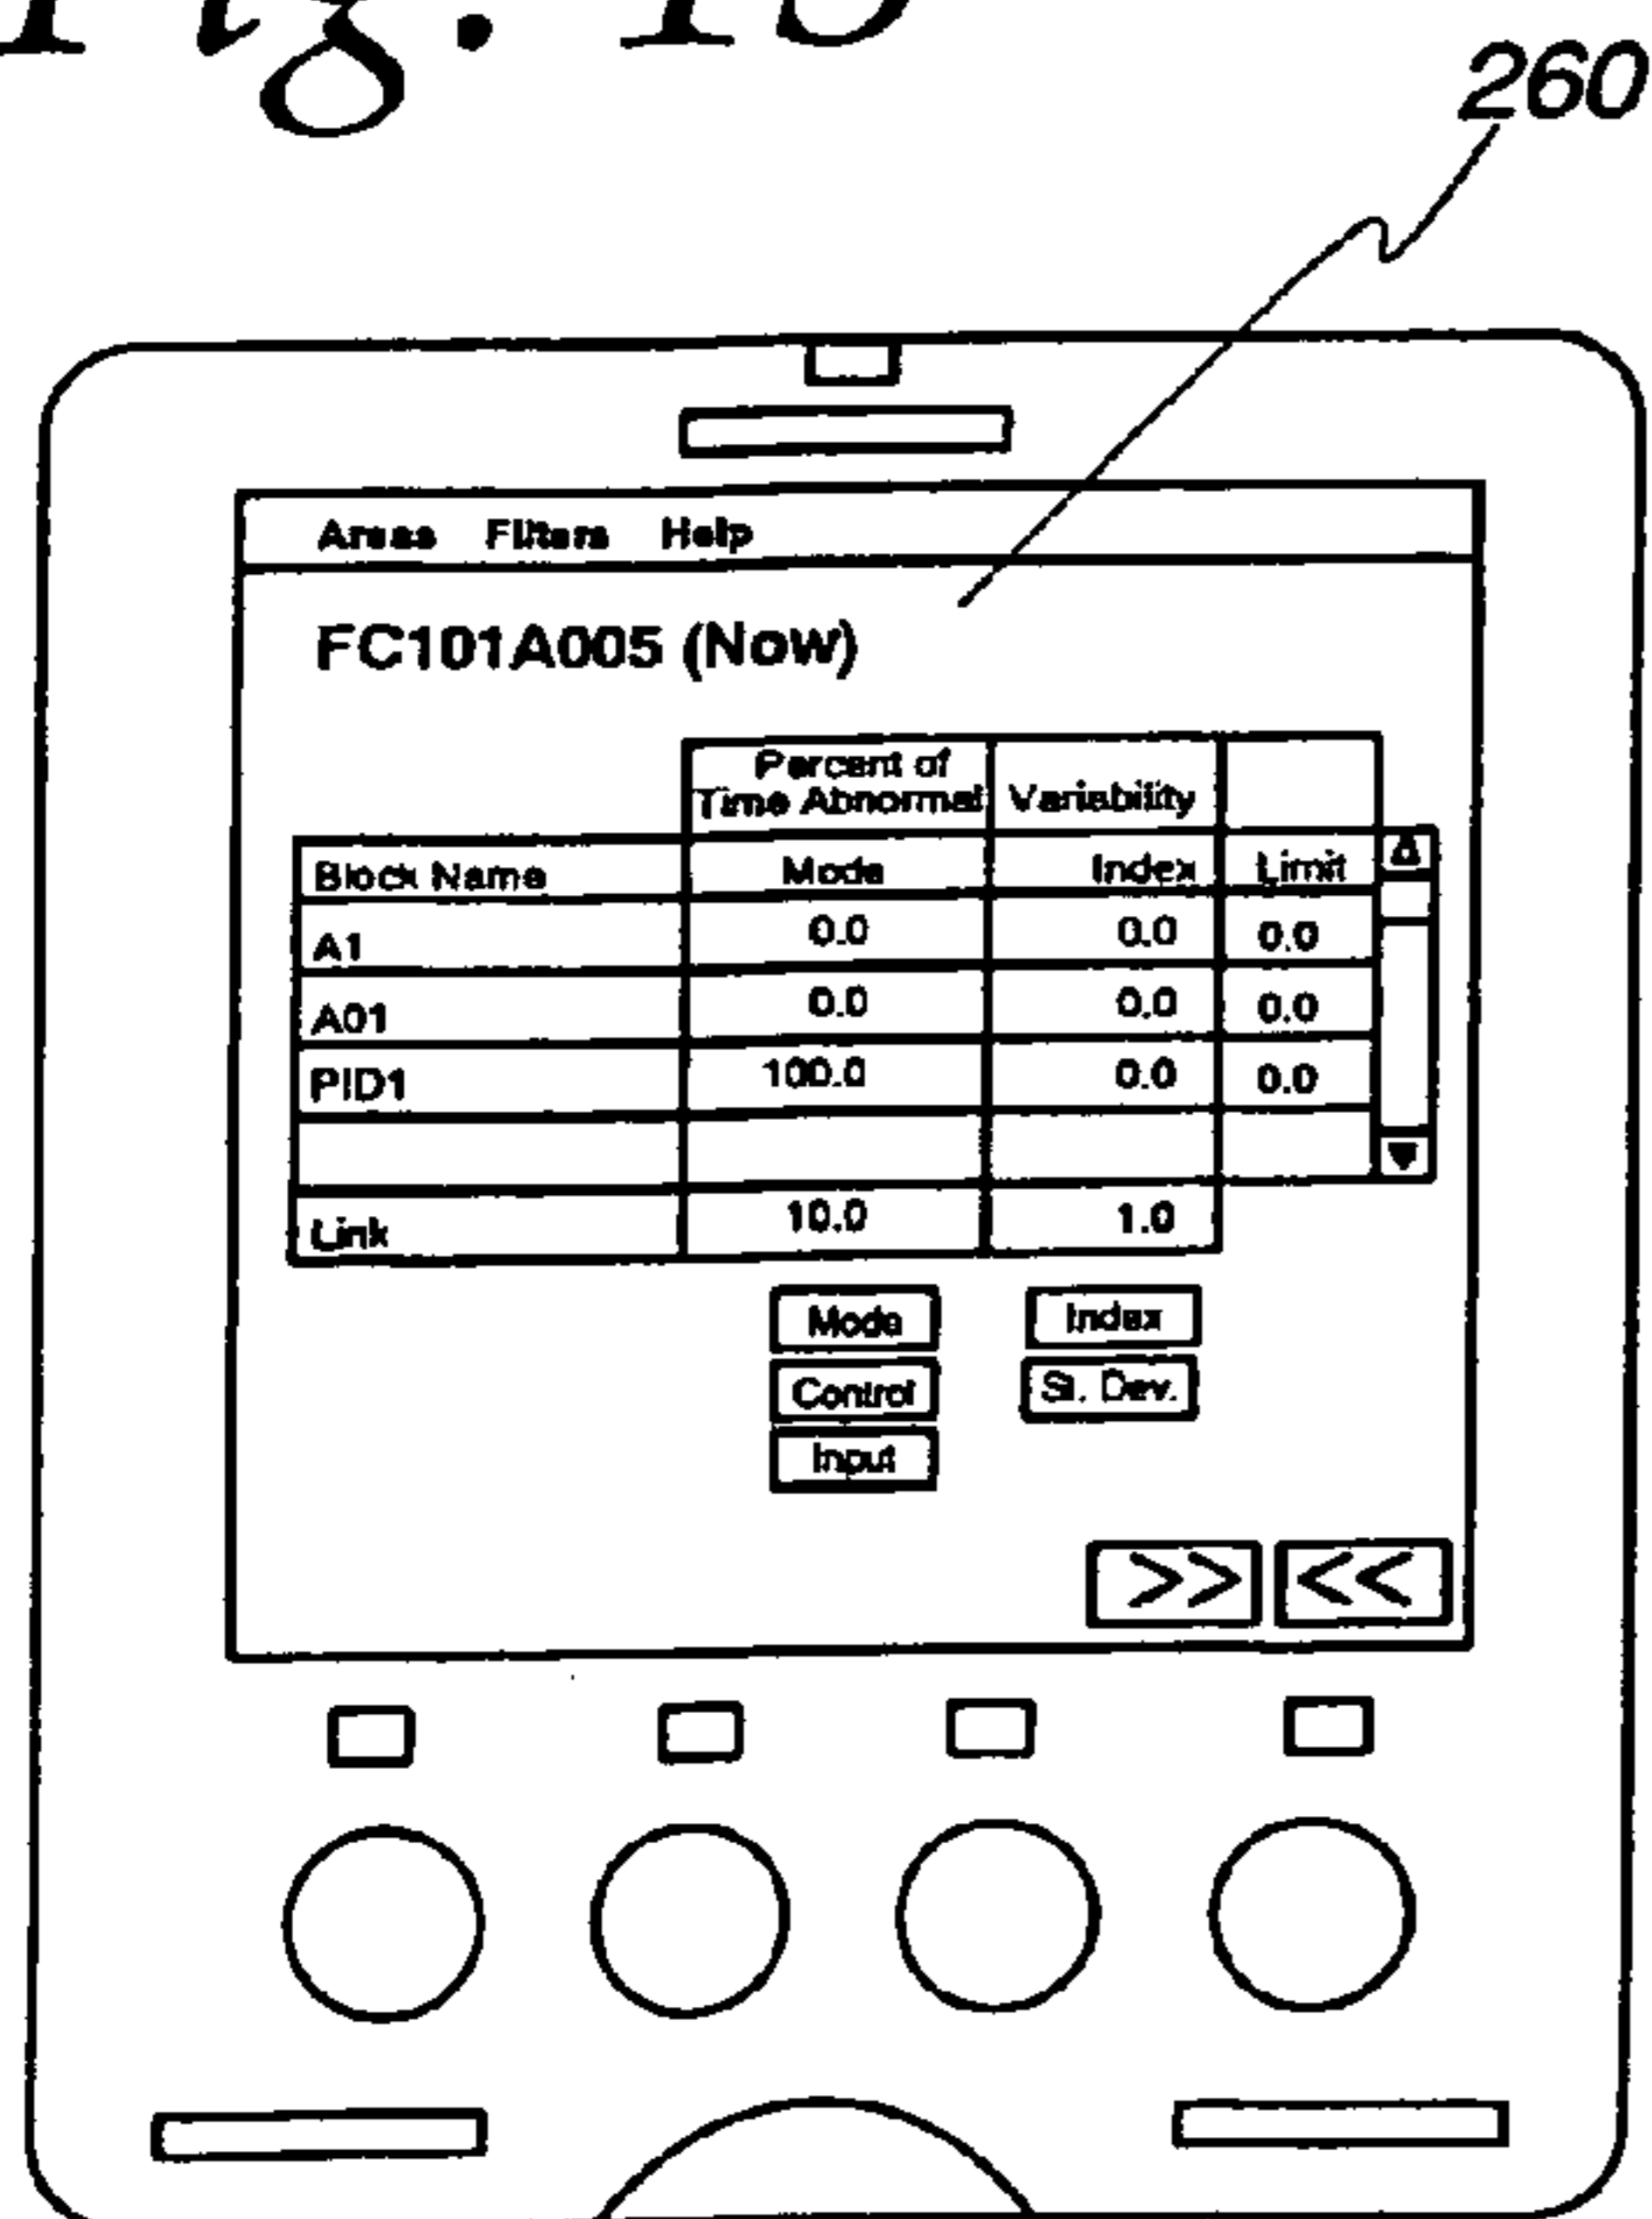 Fig. 15
260
Areas Filters Help
FC101A005 (Now)
Percent of
Time Abnormal Variability
Block Name Mode Index Limit
A1 0.0 0.0 0.0
A01 0.0 0.0 0.0
PID1 100.0 0.0 0.0
Link 10.0 1.0
Mode Index
Control St. Dev.
Input
>> <<